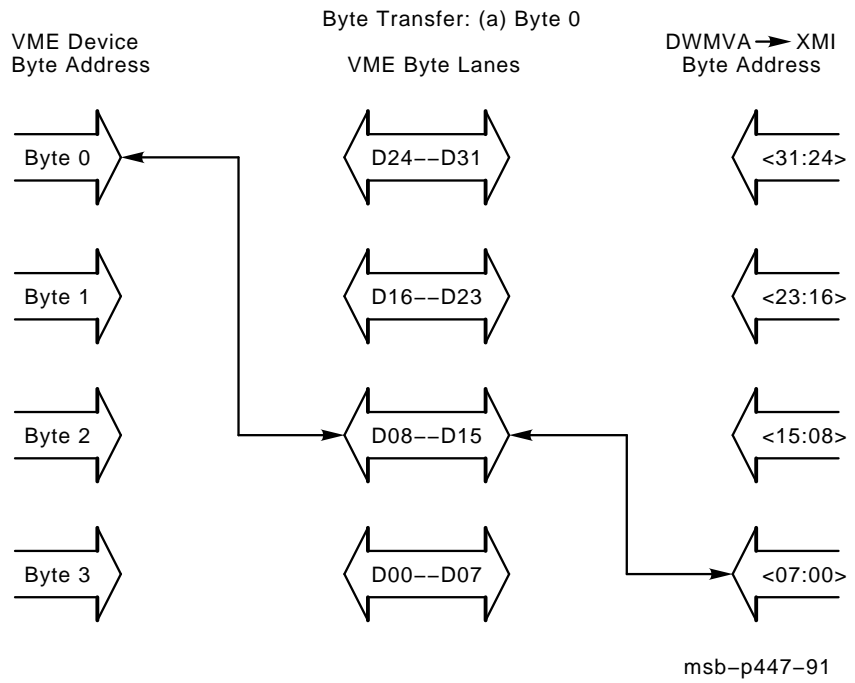 Byte Transfer: (a) Byte 0
VME Device
Byte Address
VME Byte Lanes
DWMVA → XMI
Byte Address
Byte 0
D24--D31
<31:24>
Byte 1
D16--D23
<23:16>
Byte 2
D08--D15
<15:08>
Byte 3
D00--D07
<07:00>
msb-p447-91